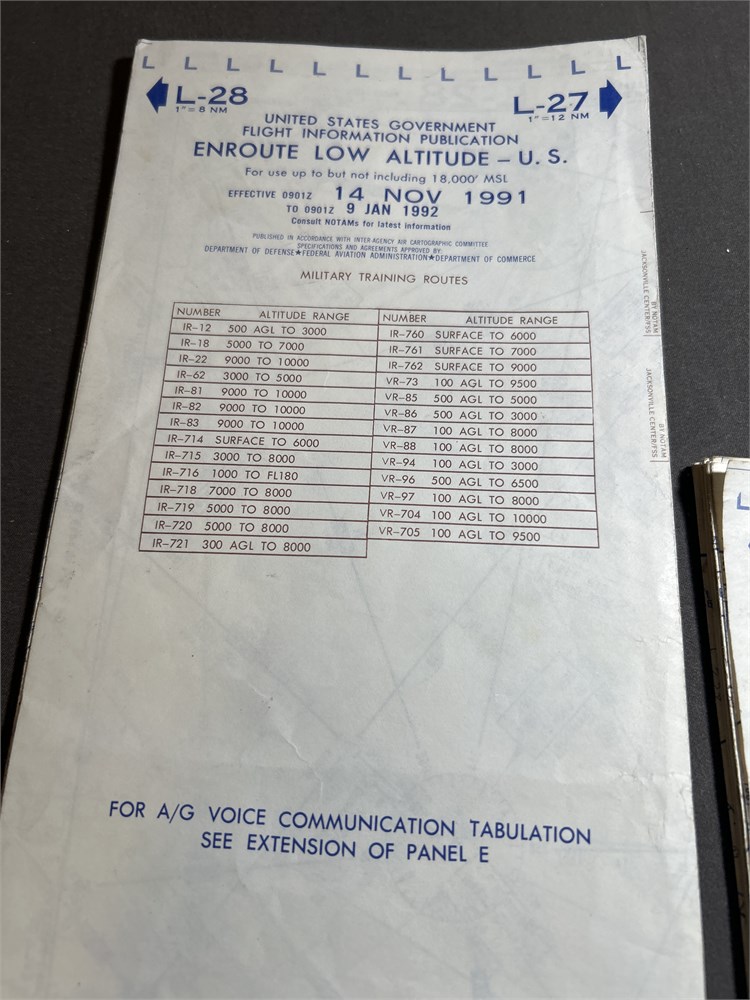 L L L L L L L L L L L L
L-28
1"=8 NM
L-27
1"=12 NM
UNITED STATES GOVERNMENT
FLIGHT INFORMATION PUBLICATION
ENROUTE LOW ALTITUDE – U. S.
For use up to but not including 18,000' MSL
EFFECTIVE 0901Z 14 NOV 1991
TO 0901Z 9 JAN 1992
Consult NOTAMs for latest information
PUBLISHED IN ACCORDANCE WITH INTER-AGENCY AIR CARTOGRAPHIC COMMITTEE
SPECIFICATIONS AND AGREEMENTS APPROVED BY:
DEPARTMENT OF DEFENSE★FEDERAL AVIATION ADMINISTRATION★DEPARTMENT OF COMMERCE
MILITARY TRAINING ROUTES
NUMBER ALTITUDE RANGE
IR–12 500 AGL TO 3000
IR–18 5000 TO 7000
IR–22 9000 TO 10000
IR–62 3000 TO 5000
IR–81 9000 TO 10000
IR–82 9000 TO 10000
IR–83 9000 TO 10000
IR–714 SURFACE TO 6000
IR–715 3000 TO 8000
IR–716 1000 TO FL180
IR–718 7000 TO 8000
IR–719 5000 TO 8000
IR–720 5000 TO 8000
IR–721 300 AGL TO 8000
NUMBER ALTITUDE RANGE
IR–760 SURFACE TO 6000
IR–761 SURFACE TO 7000
IR–762 SURFACE TO 9000
VR–73 100 AGL TO 9500
VR–85 500 AGL TO 5000
VR–86 500 AGL TO 3000
VR–87 100 AGL TO 8000
VR–88 100 AGL TO 8000
VR–94 100 AGL TO 3000
VR–96 500 AGL TO 6500
VR–97 100 AGL TO 8000
VR–704 100 AGL TO 10000
VR–705 100 AGL TO 9500
BY NOTAM
JACKSONVILLE CENTER/FSS
BY NOTAM
JACKSONVILLE CENTER/FSS
FOR A/G VOICE COMMUNICATION TABULATION
SEE EXTENSION OF PANEL E
L